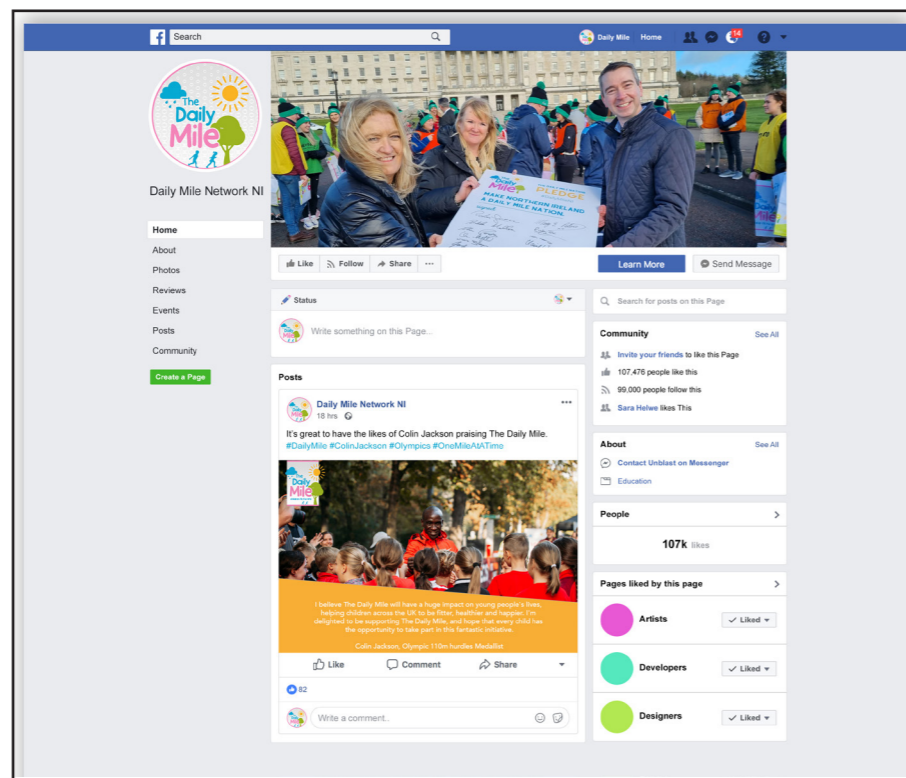 Search
Daily Mile
Home
14
The
Daily
Mile
Daily Mile Network NI
Home
About
Photos
Reviews
Events
Posts
Community
Create a Page
The
Daily
Mile
PLEDGE
MAKE NORTHERN IRELAND
A DAILY MILE NATION.
Like
Follow
Share
Learn More
Send Message
Status
Write something on this Page...
Posts
Daily Mile Network NI
18 hrs
It's great to have the likes of Colin Jackson praising The Daily Mile.
#DailyMile #ColinJackson #Olympics #OneMileAtATime
The
Daily
Mile
I believe The Daily Mile will have a huge impact on young people's lives,
helping children across the UK to be fitter, healthier and happier. I'm
delighted to be supporting The Daily Mile, and hope that every child has
the opportunity to take part in this fantastic initiative.
Colin Jackson, Olympic 110m hurdles Medallist
Like
Comment
Share
82
Write a comment..
Search for posts on this Page
Community
See All
Invite your friends to like this Page
107,476 people like this
99,000 people follow this
Sara Helwe likes This
About
See All
Contact Unblast on Messenger
Education
People
107k likes
Pages liked by this page
Artists
Liked
Developers
Liked
Designers
Liked